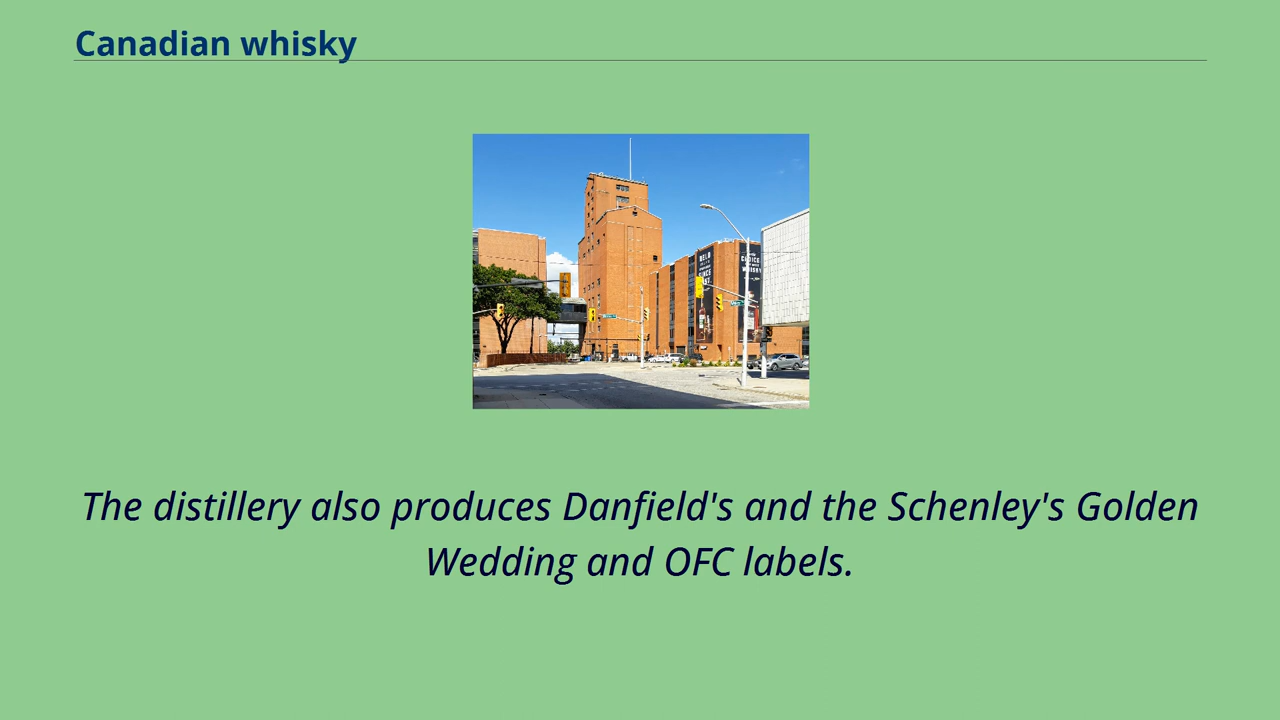 Canadian whisky
The distillery also produces Danfield's and the Schenley's Golden
Wedding and OFC labels.